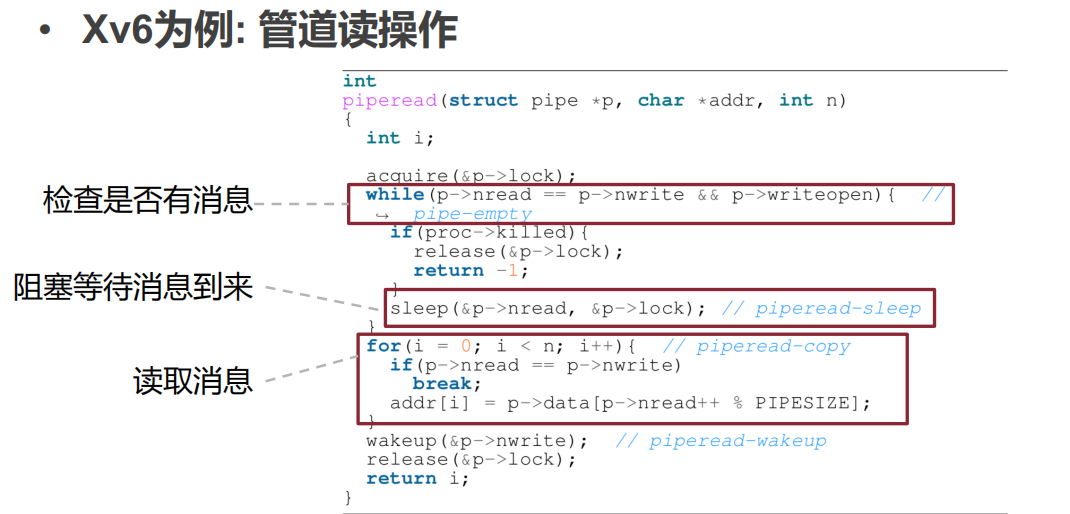 • Xv6为例: 管道读操作
int
piperead(struct pipe *p, char *addr, int n)
{
int i;
acquire(&p->lock);
检查是否有消息
while(p->nread == p->nwrite && p->writeopen){ //
↪ pipe-empty
if(proc->killed){
release(&p->lock);
return -1;
}
阻塞等待消息到来
sleep(&p->nread, &p->lock); // piperead-sleep
}
读取消息
for(i = 0; i < n; i++){ // piperead-copy
if(p->nread == p->nwrite)
break;
addr[i] = p->data[p->nread++ % PIPESIZE];
}
wakeup(&p->nwrite); // piperead-wakeup
release(&p->lock);
return i;
}